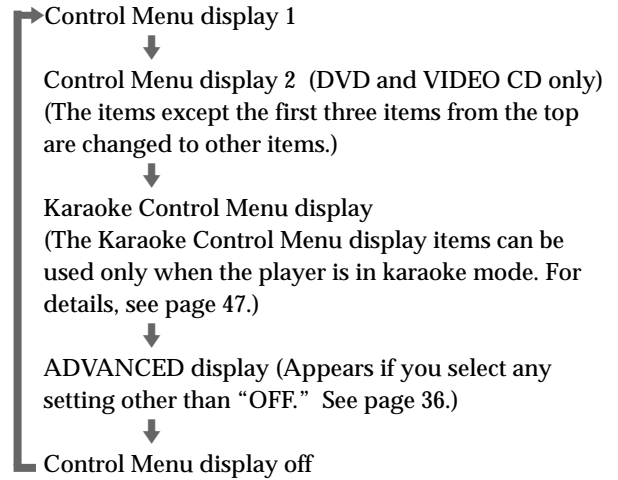 Control Menu display 1
Control Menu display 2 (DVD and VIDEO CD only)
(The items except the first three items from the top
are changed to other items.)
Karaoke Control Menu display
(The Karaoke Control Menu display items can be
used only when the player is in karaoke mode. For
details, see page 47.)
ADVANCED display (Appears if you select any
setting other than “OFF.” See page 36.)
Control Menu display off